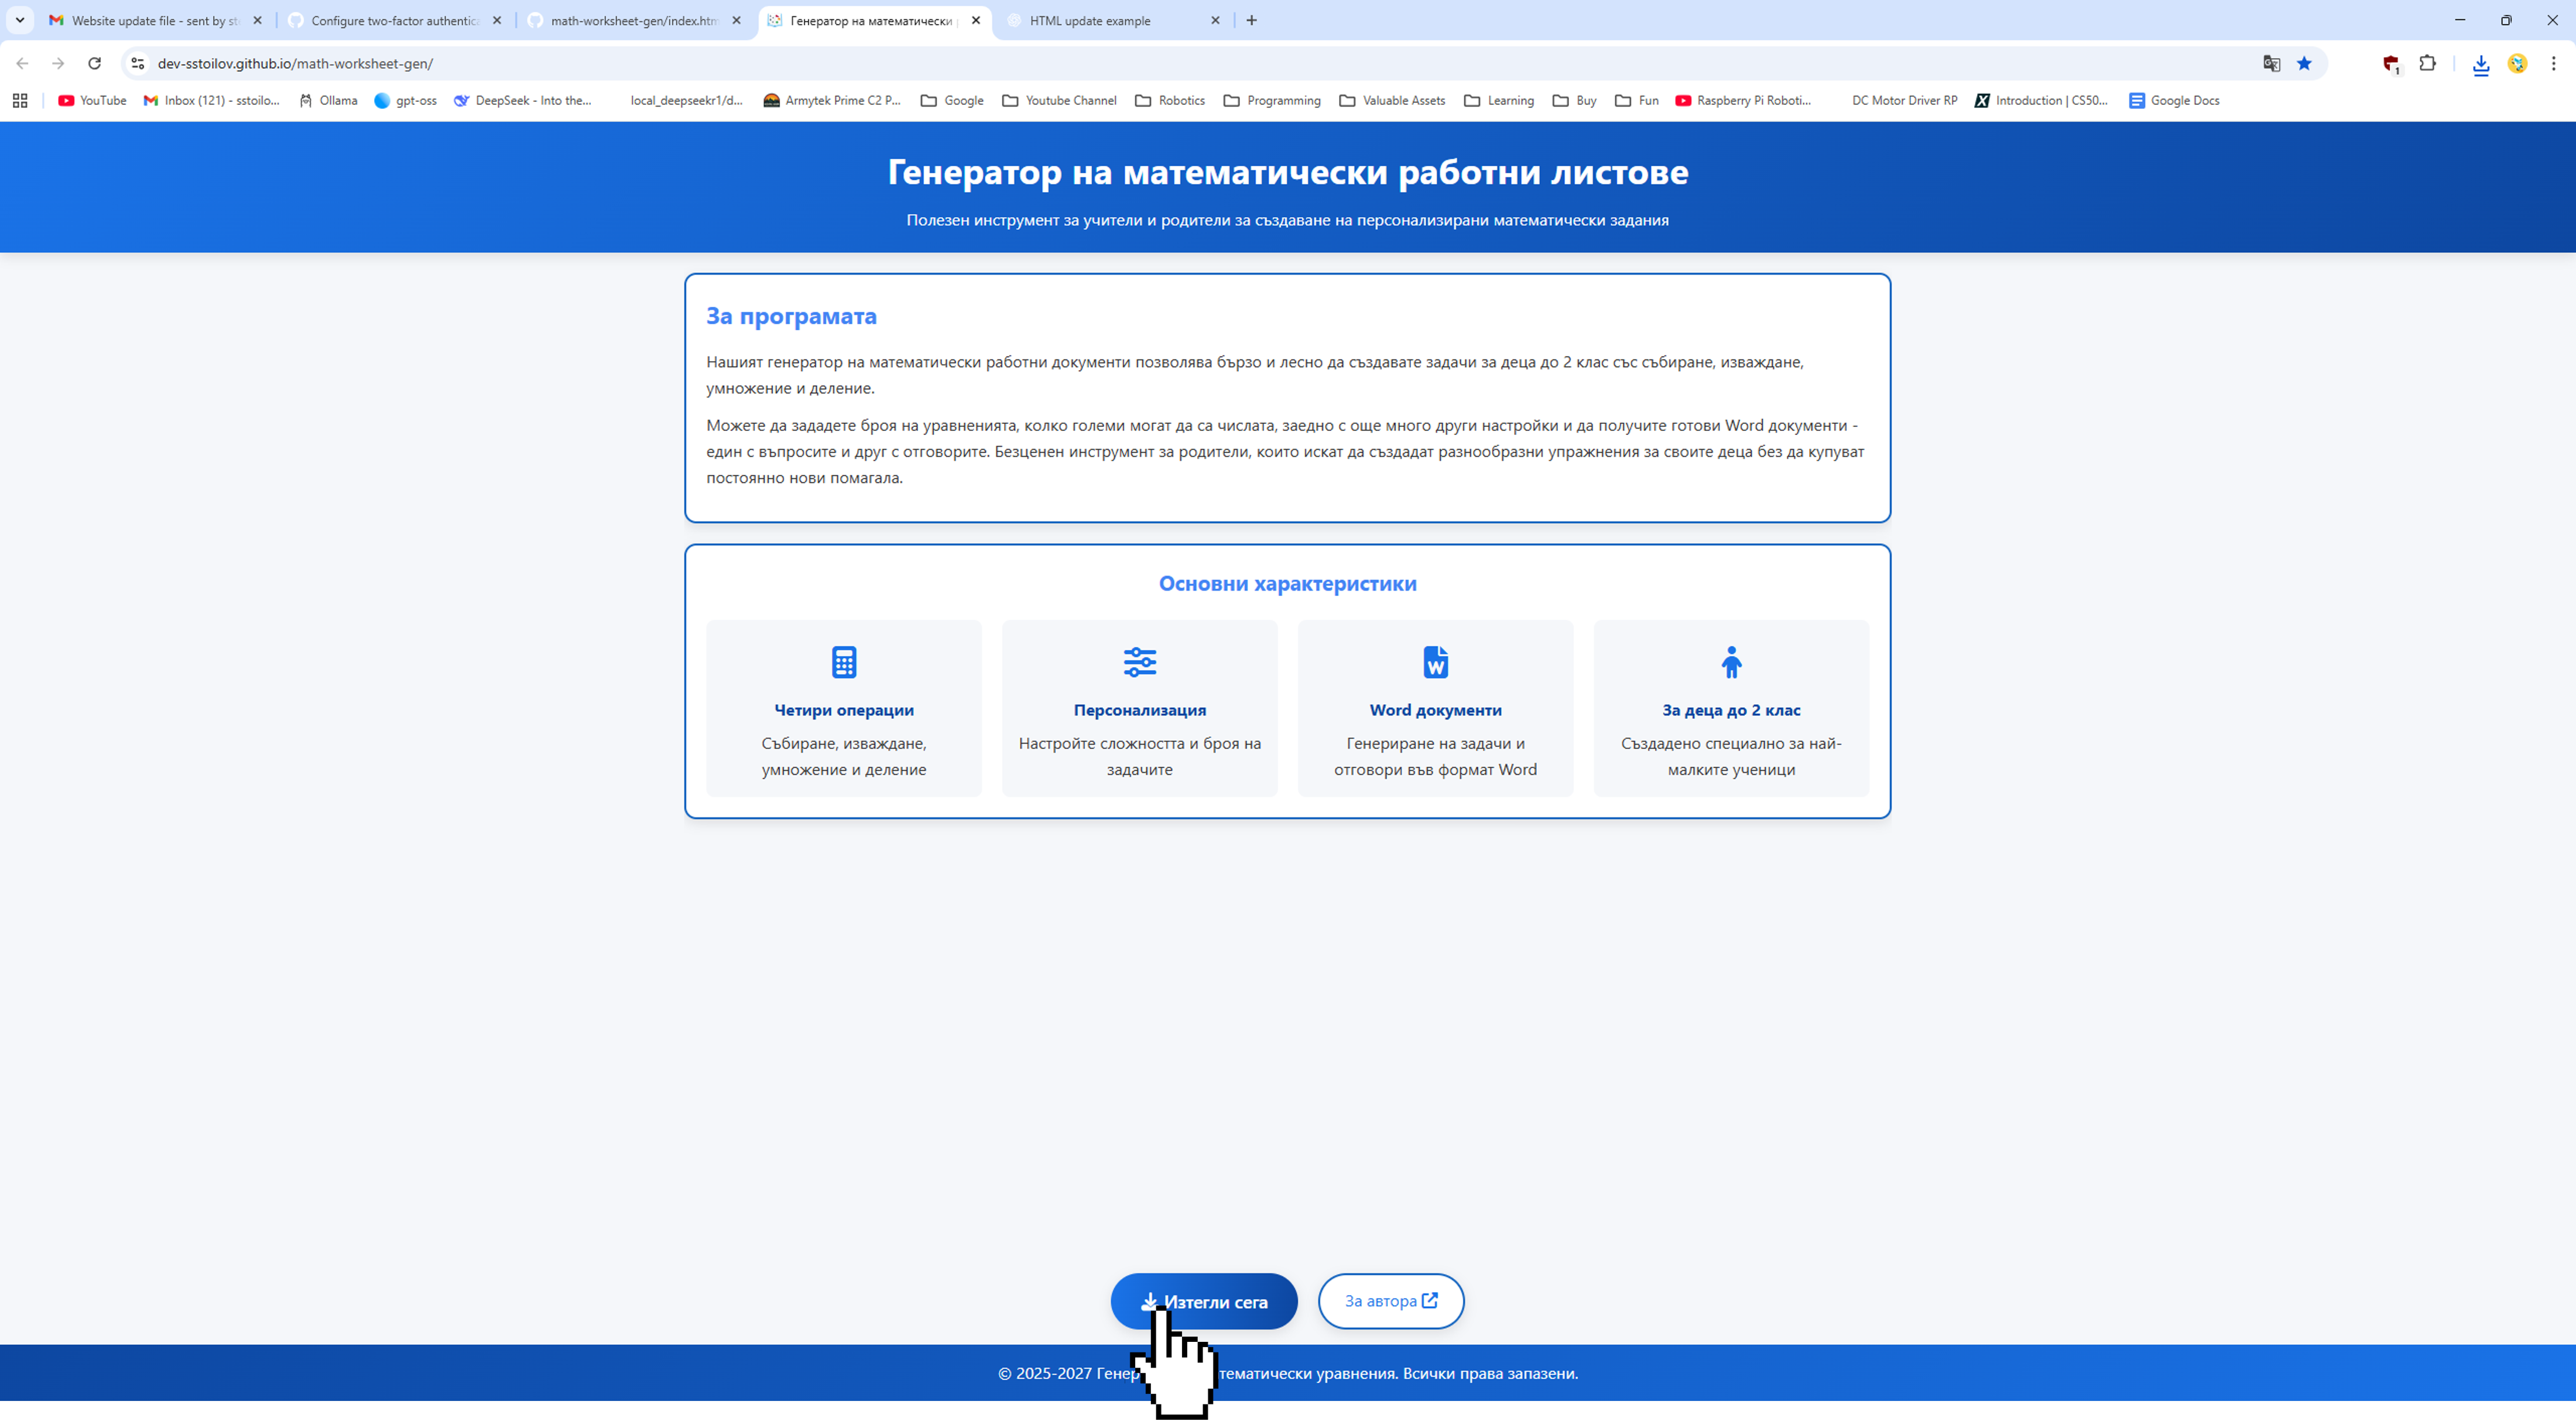 Website update file - sent by st
Configure two-factor authentica
math-worksheet-gen/index.htm
Генератор на математически
HTML update example
dev-sstoilov.github.io/math-worksheet-gen/
YouTube
Inbox (121) - sstoilo...
Ollama
gpt-oss
DeepSeek - Into the...
local_deepseekr1/d...
Armytek Prime C2 P...
Google
Youtube Channel
Robotics
Programming
Valuable Assets
Learning
Buy
Fun
Raspberry Pi Roboti...
DC Motor Driver RP
Introduction | CS50...
Google Docs
Генератор на математически работни листове
Полезен инструмент за учители и родители за създаване на персонализирани математически задания
За програмата
Нашият генератор на математически работни документи позволява бързо и лесно да създавате задачи за деца до 2 клас със събиране, изваждане,
умножение и деление.
Можете да зададете броя на уравненията, колко големи могат да са числата, заедно с още много други настройки и да получите готови Word документи -
един с въпросите и друг с отговорите. Безценен инструмент за родители, които искат да създадат разнообразни упражнения за своите деца без да купуват
постоянно нови помагала.
Основни характеристики
Четири операции
Събиране, изваждане,
умножение и деление
Персонализация
Настройте сложността и броя на
задачите
Word документи
Генериране на задачи и
отговори във формат Word
За деца до 2 клас
Създадено специално за най-
малките ученици
Изтегли сега
За автора
© 2025-2027 Генер тематически уравнения. Всички права запазени.